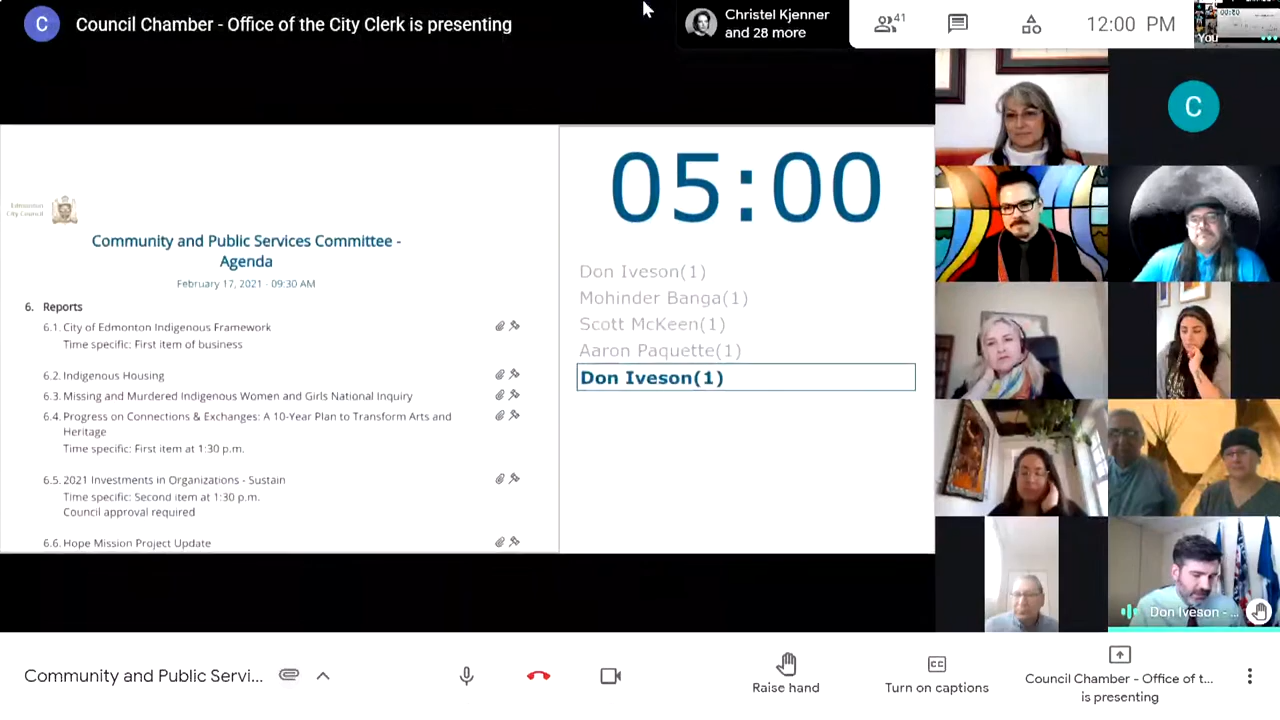 C
Council Chamber - Office of the City Clerk is presenting
Christel Kjenner
and 28 more
41
12:00 PM
You
C
Edmonton
City Council
Community and Public Services Committee -
Agenda
February 17, 2021 - 09:30 AM
6. Reports
6.1. City of Edmonton Indigenous Framework
Time specific: First item of business
6.2. Indigenous Housing
6.3. Missing and Murdered Indigenous Women and Girls National Inquiry
6.4. Progress on Connections & Exchanges: A 10-Year Plan to Transform Arts and
Heritage
Time specific: First item at 1:30 p.m.
6.5. 2021 Investments in Organizations - Sustain
Time specific: Second item at 1:30 p.m.
Council approval required
6.6. Hope Mission Project Update
05:00
Don Iveson(1)
Mohinder Banga(1)
Scott McKeen(1)
Aaron Paquette(1)
Don Iveson(1)
Don Iveson - ...
Community and Public Servi...
Raise hand
CC
Turn on captions
Council Chamber - Office of t...
is presenting